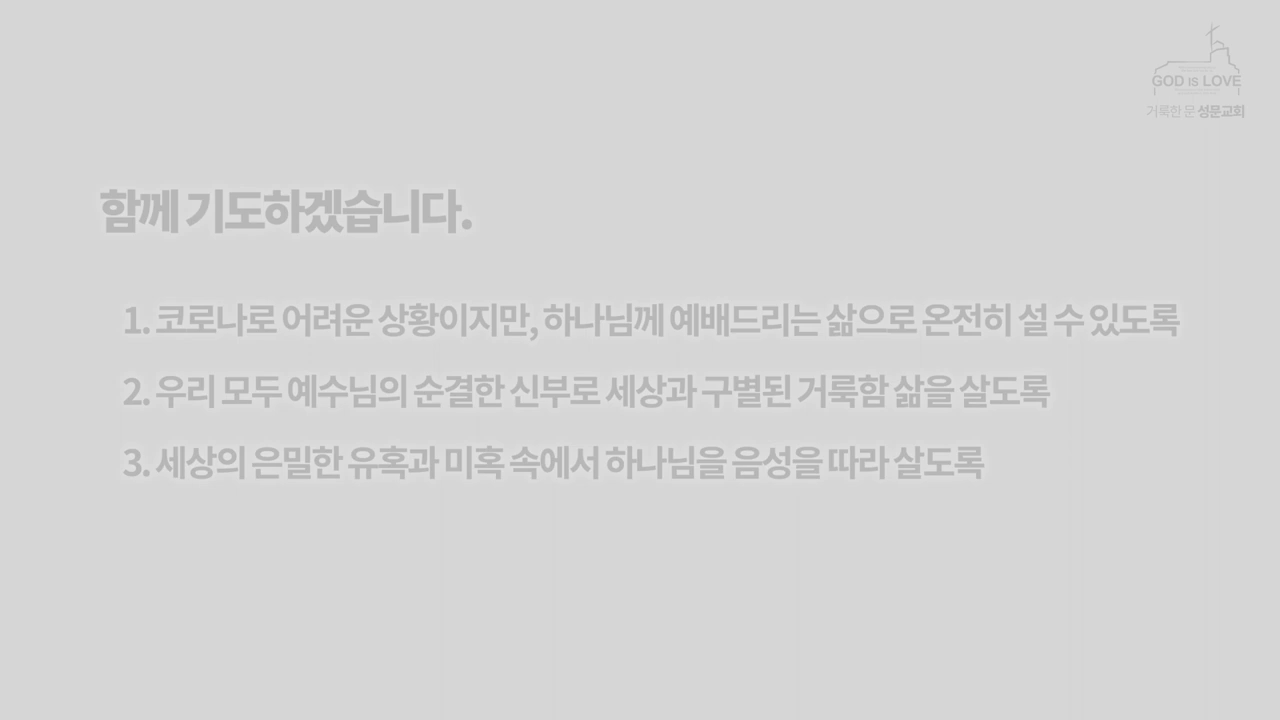 GOD IS LOVE
거룩한 문 성문교회
함께 기도하겠습니다.
1. 코로나로 어려운 상황이지만, 하나님께 예배드리는 삶으로 온전히 설 수 있도록
2. 우리 모두 예수님의 순결한 신부로 세상과 구별된 거룩함 삶을 살도록
3. 세상의 은밀한 유혹과 미혹 속에서 하나님을 음성을 따라 살도록